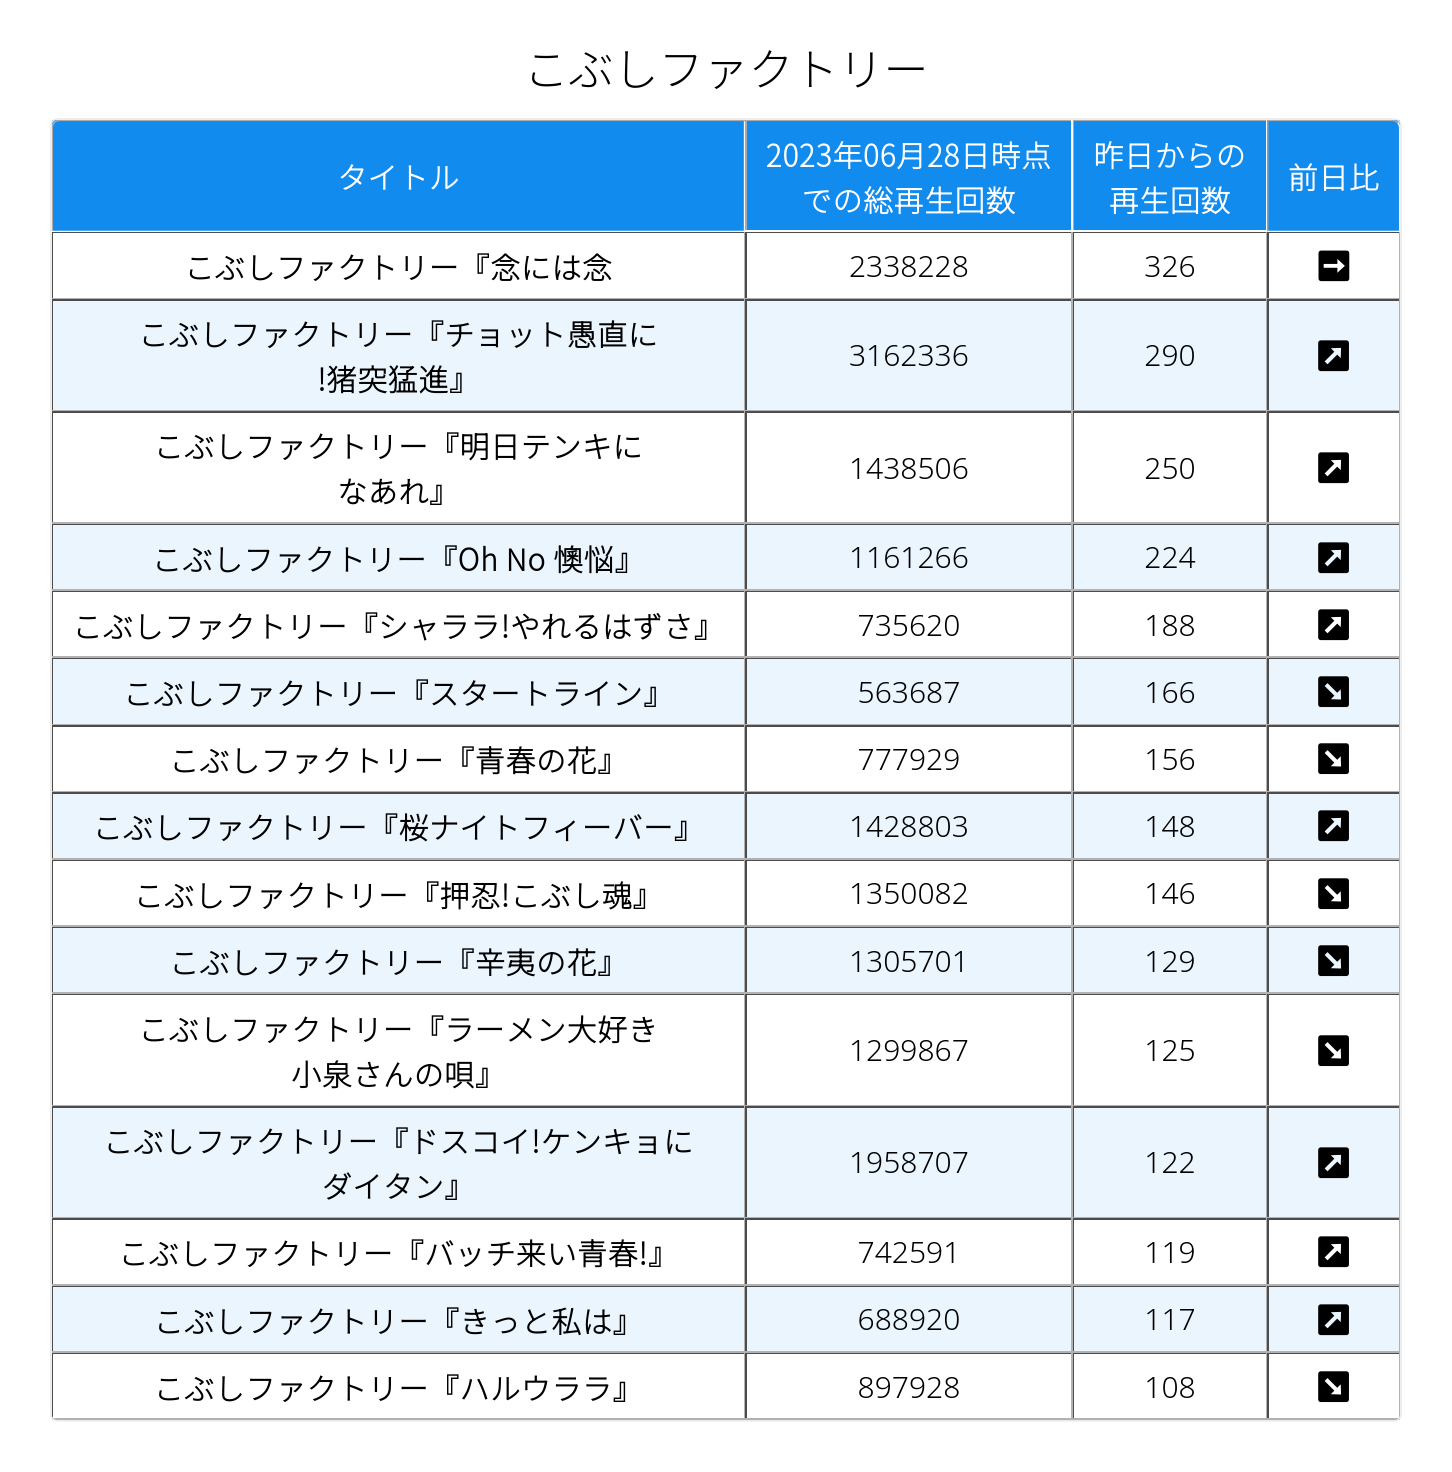 こぶしファクトリー
タイトル
2023年06月28日時点
での総再生回数
昨日からの
再生回数
前日比
こぶしファクトリー『念には念 2338228 326
こぶしファクトリー『チョット愚直に
!猪突猛進』 3162336 290
こぶしファクトリー『明日テンキに
なあれ』 1438506 250
こぶしファクトリー『Oh No 懊悩』 1161266 224
こぶしファクトリー『シャララ!やれるはずさ』 735620 188
こぶしファクトリー『スタートライン』 563687 166
こぶしファクトリー『青春の花』 777929 156
こぶしファクトリー『桜ナイトフィーバー』 1428803 148
こぶしファクトリー『押忍!こぶし魂』 1350082 146
こぶしファクトリー『辛夷の花』 1305701 129
こぶしファクトリー『ラーメン大好き
小泉さんの唄』 1299867 125
こぶしファクトリー『ドスコイ!ケンキョに
ダイタン』 1958707 122
こぶしファクトリー『バッチ来い青春!』 742591 119
こぶしファクトリー『きっと私は』 688920 117
こぶしファクトリー『ハルウララ』 897928 108